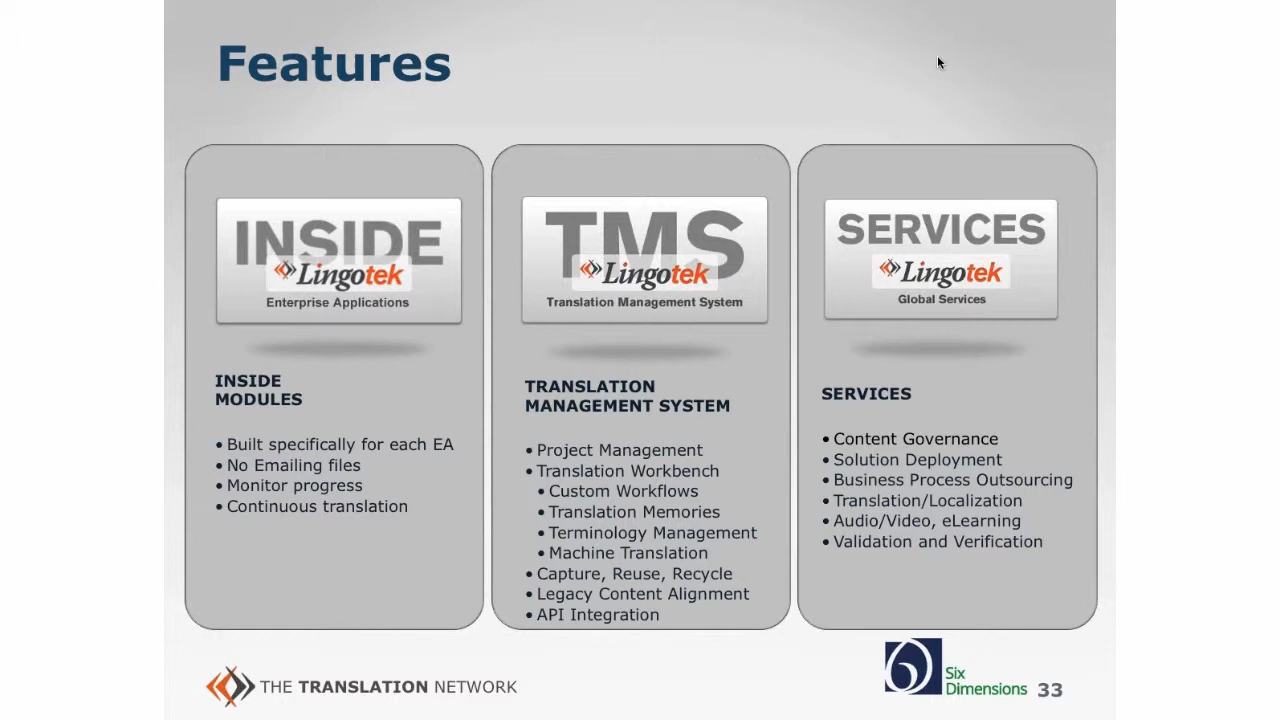 Features
INSIDE
Lingotek
Enterprise Applications
INSIDE
MODULES
• Built specifically for each EA
• No Emailing files
• Monitor progress
• Continuous translation
TMS
Lingotek
Translation Management System
TRANSLATION
MANAGEMENT SYSTEM
• Project Management
• Translation Workbench
• Custom Workflows
• Translation Memories
• Terminology Management
• Machine Translation
• Capture, Reuse, Recycle
• Legacy Content Alignment
• API Integration
SERVICES
Lingotek
Global Services
SERVICES
• Content Governance
• Solution Deployment
• Business Process Outsourcing
• Translation/Localization
• Audio/Video, eLearning
• Validation and Verification
THE TRANSLATION NETWORK
Six
Dimensions
33